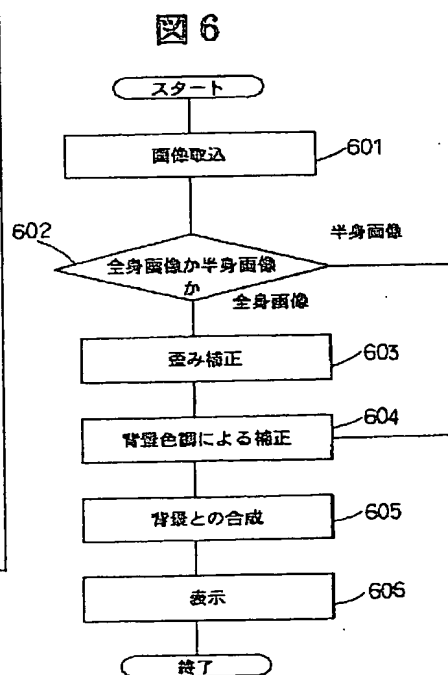 図6
スタート
画像取込
601
602
半身画像
全身画像か半身画像
か
全身画像
歪み補正
603
背景色調による補正
604
背景との合成
605
表示
606
終了